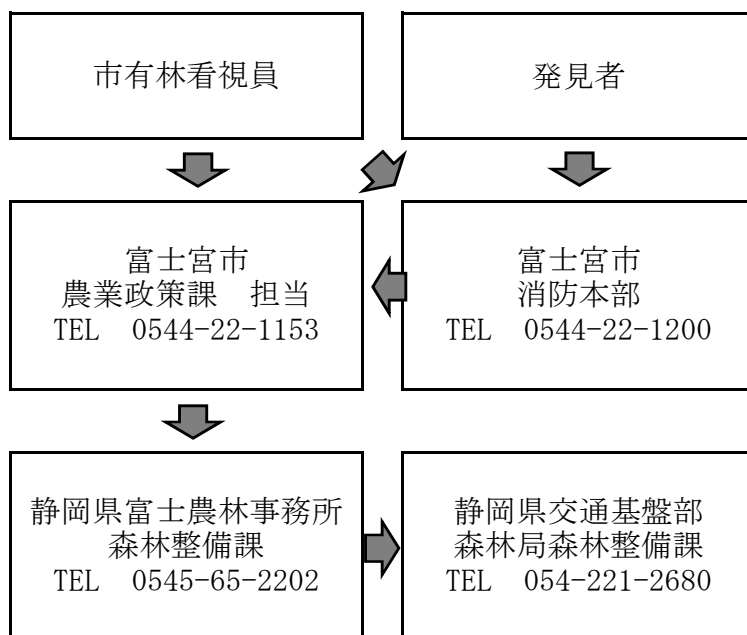 市有林看視員
発見者
富士宮市
農業政策課　担当
TEL　0544-22-1153
富士宮市
消防本部
TEL　0544-22-1200
静岡県富士農林事務所
森林整備課
TEL　0545-65-2202
静岡県交通基盤部
森林局森林整備課
TEL　054-221-2680